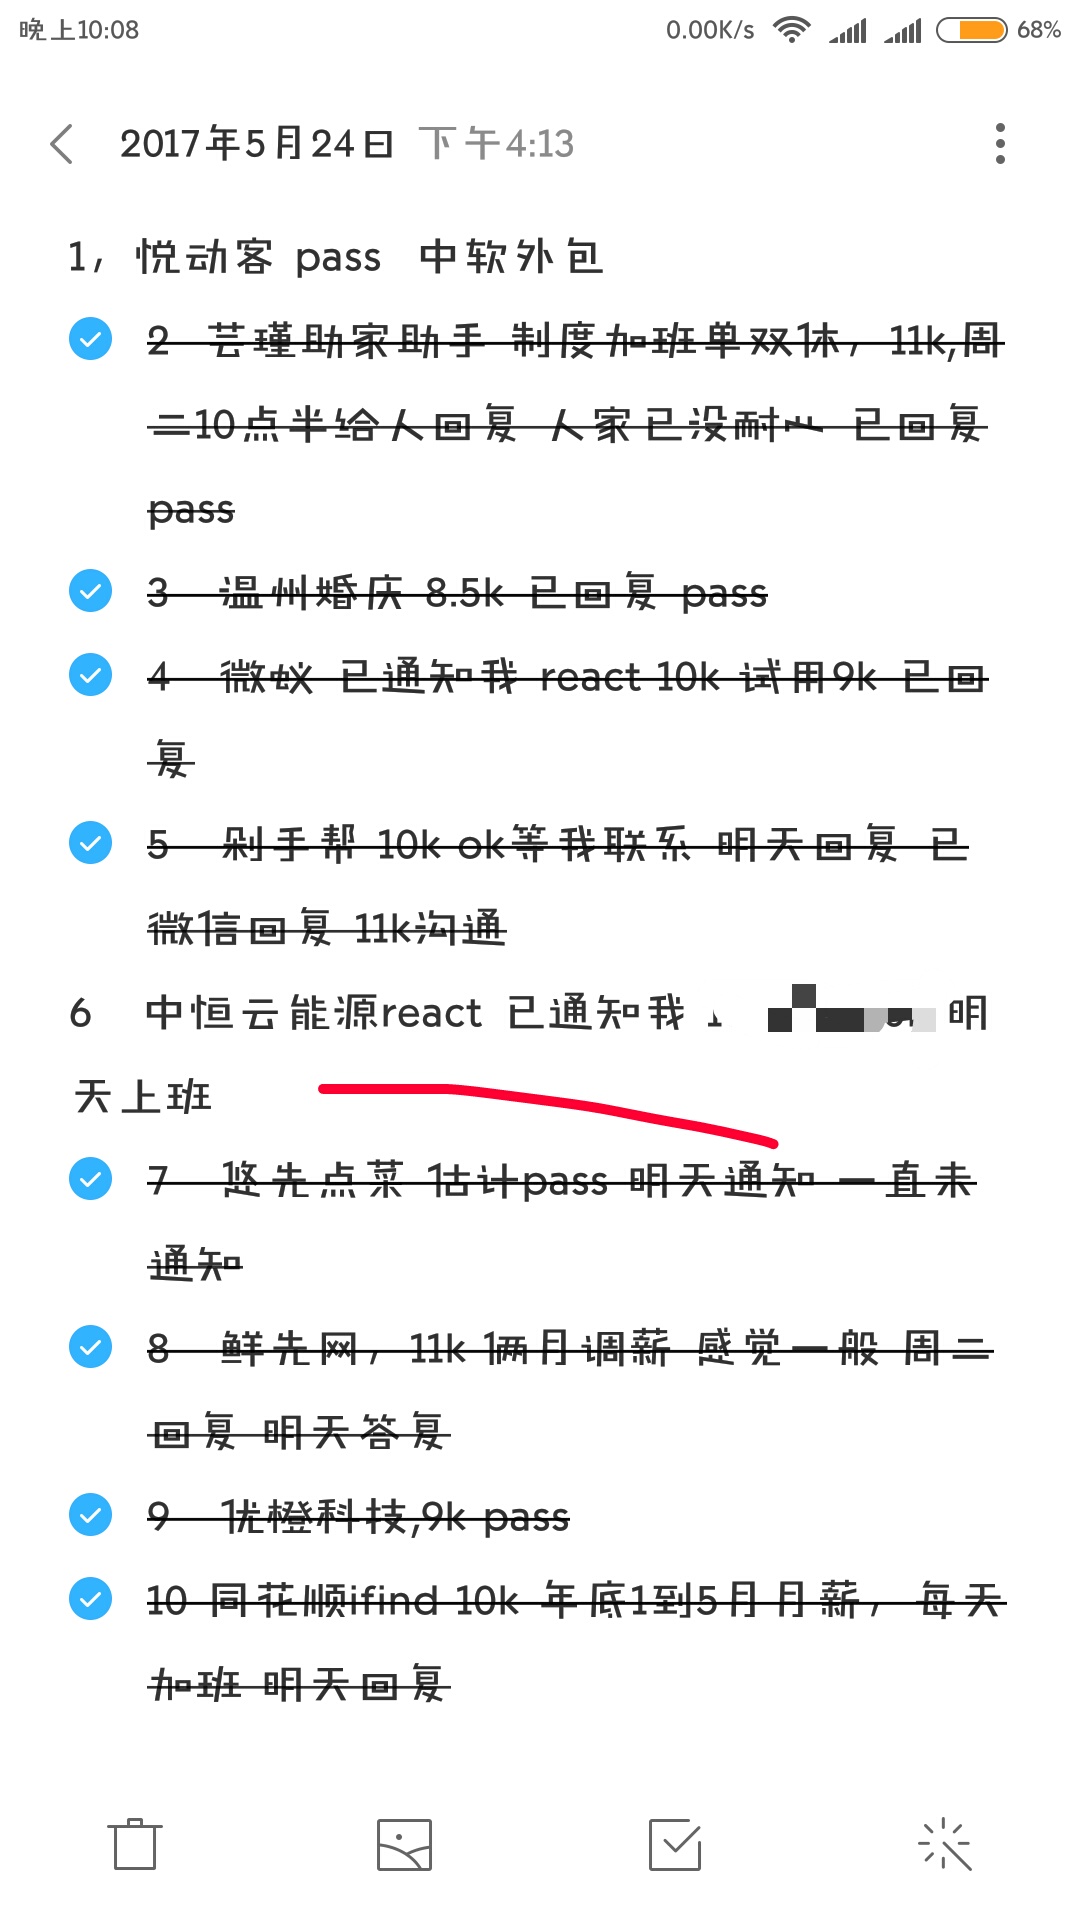 晚上10:08
0.00K/s
68%
2017年5月24日 下午4:13
1，悦动客 pass 中软外包
2 芸瑾助家助手 制度加班单双休，11k,周
二10点半给人回复 人家已没耐心 已回复
pass
3 温州婚庆 8.5k 已回复 pass
4 微蚁 已通知我 react 10k 试用9k 已回
复
5 剁手帮 10k ok等我联系 明天回复 已
微信回复 11k沟通
6 中恒云能源react 已通知我 明
天上班
7 悠先点菜 估计pass 明天通知 一直未
通知
8 鲜先网，11k 俩月调薪 感觉一般 周二
回复 明天答复
9 优橙科技,9k pass
10 同花顺ifind 10k 年底1到5月月薪，每天
加班 明天回复